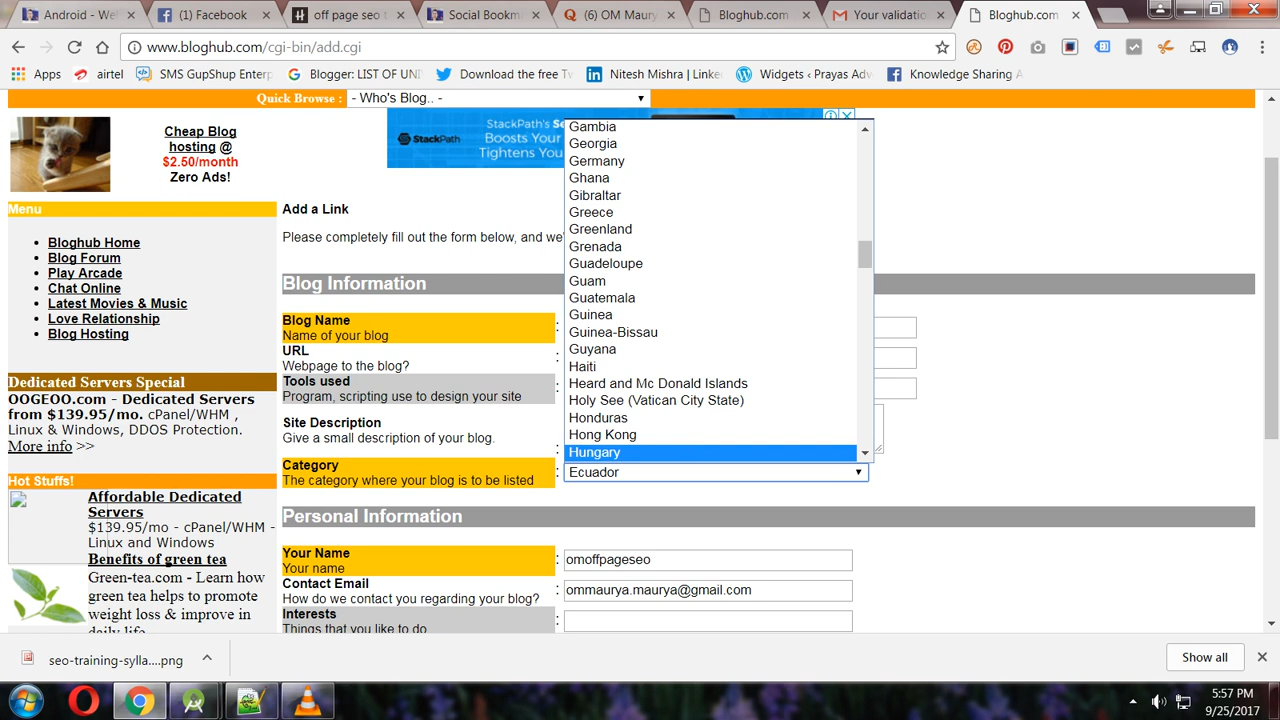 Android - We
(1) Facebook
off page seo t
Social Bookm
(6) OM Maury
Bloghub.com
Your validatio
Bloghub.com
www.bloghub.com/cgi-bin/add.cgi
Apps
airtel
SMS GupShup Enterp
Blogger: LIST OF UNI
Download the free Tw
Nitesh Mishra | Linke
Widgets ‹ Prayas Adv
Knowledge Sharing A
Quick Browse :
- Who's Blog.. -
Cheap Blog
hosting @
$2.50/month
Zero Ads!
StackPath
StackPath's Se
Boosts Your
Tightens You
Menu
Bloghub Home
Blog Forum
Play Arcade
Chat Online
Latest Movies & Music
Love Relationship
Blog Hosting
Dedicated Servers Special
OOGEOO.com - Dedicated Servers
from $139.95/mo. cPanel/WHM ,
Linux & Windows, DDOS Protection.
More info >>
Hot Stuffs!
Affordable Dedicated
Servers
$139.95/mo - cPanel/WHM -
Linux and Windows
Benefits of green tea
Green-tea.com - Learn how
green tea helps to promote
weight loss & improve in
daily life
Add a Link
Please completely fill out the form below, and we'
Blog Information
Blog Name
Name of your blog
:
URL
Webpage to the blog?
:
Tools used
Program, scripting use to design your site
:
Site Description
Give a small description of your blog.
:
Category
The category where your blog is to be listed
:
Gambia
Georgia
Germany
Ghana
Gibraltar
Greece
Greenland
Grenada
Guadeloupe
Guam
Guatemala
Guinea
Guinea-Bissau
Guyana
Haiti
Heard and Mc Donald Islands
Holy See (Vatican City State)
Honduras
Hong Kong
Hungary
Ecuador
Personal Information
Your Name
Your name
: omoffpageseo
Contact Email
How do we contact you regarding your blog?
: ommaurya.maurya@gmail.com
Interests
Things that you like to do
:
seo-training-sylla....png
Show all
5:57 PM
9/25/2017